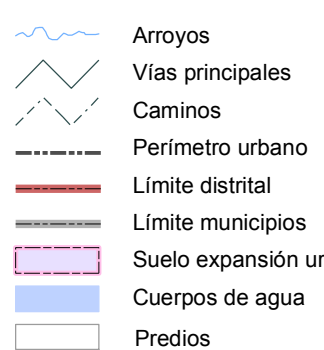 Arroyos
Vías principales
Caminos
Perímetro urbano
Límite distrital
Límite municipios
Suelo expansión ur
Cuerpos de agua
Predios